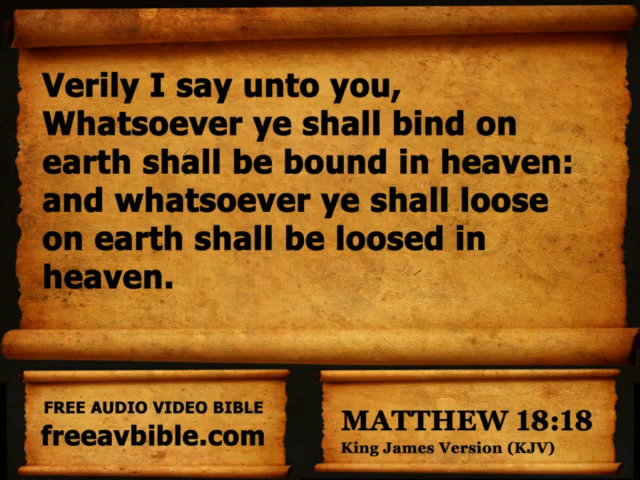 Verily I say unto you,
Whatsoever ye shall bind on
earth shall be bound in heaven:
and whatsoever ye shall loose
on earth shall be loosed in
heaven.
FREE AUDIO VIDEO BIBLE
freeavbible.com
MATTHEW 18:18
King James Version (KJV)